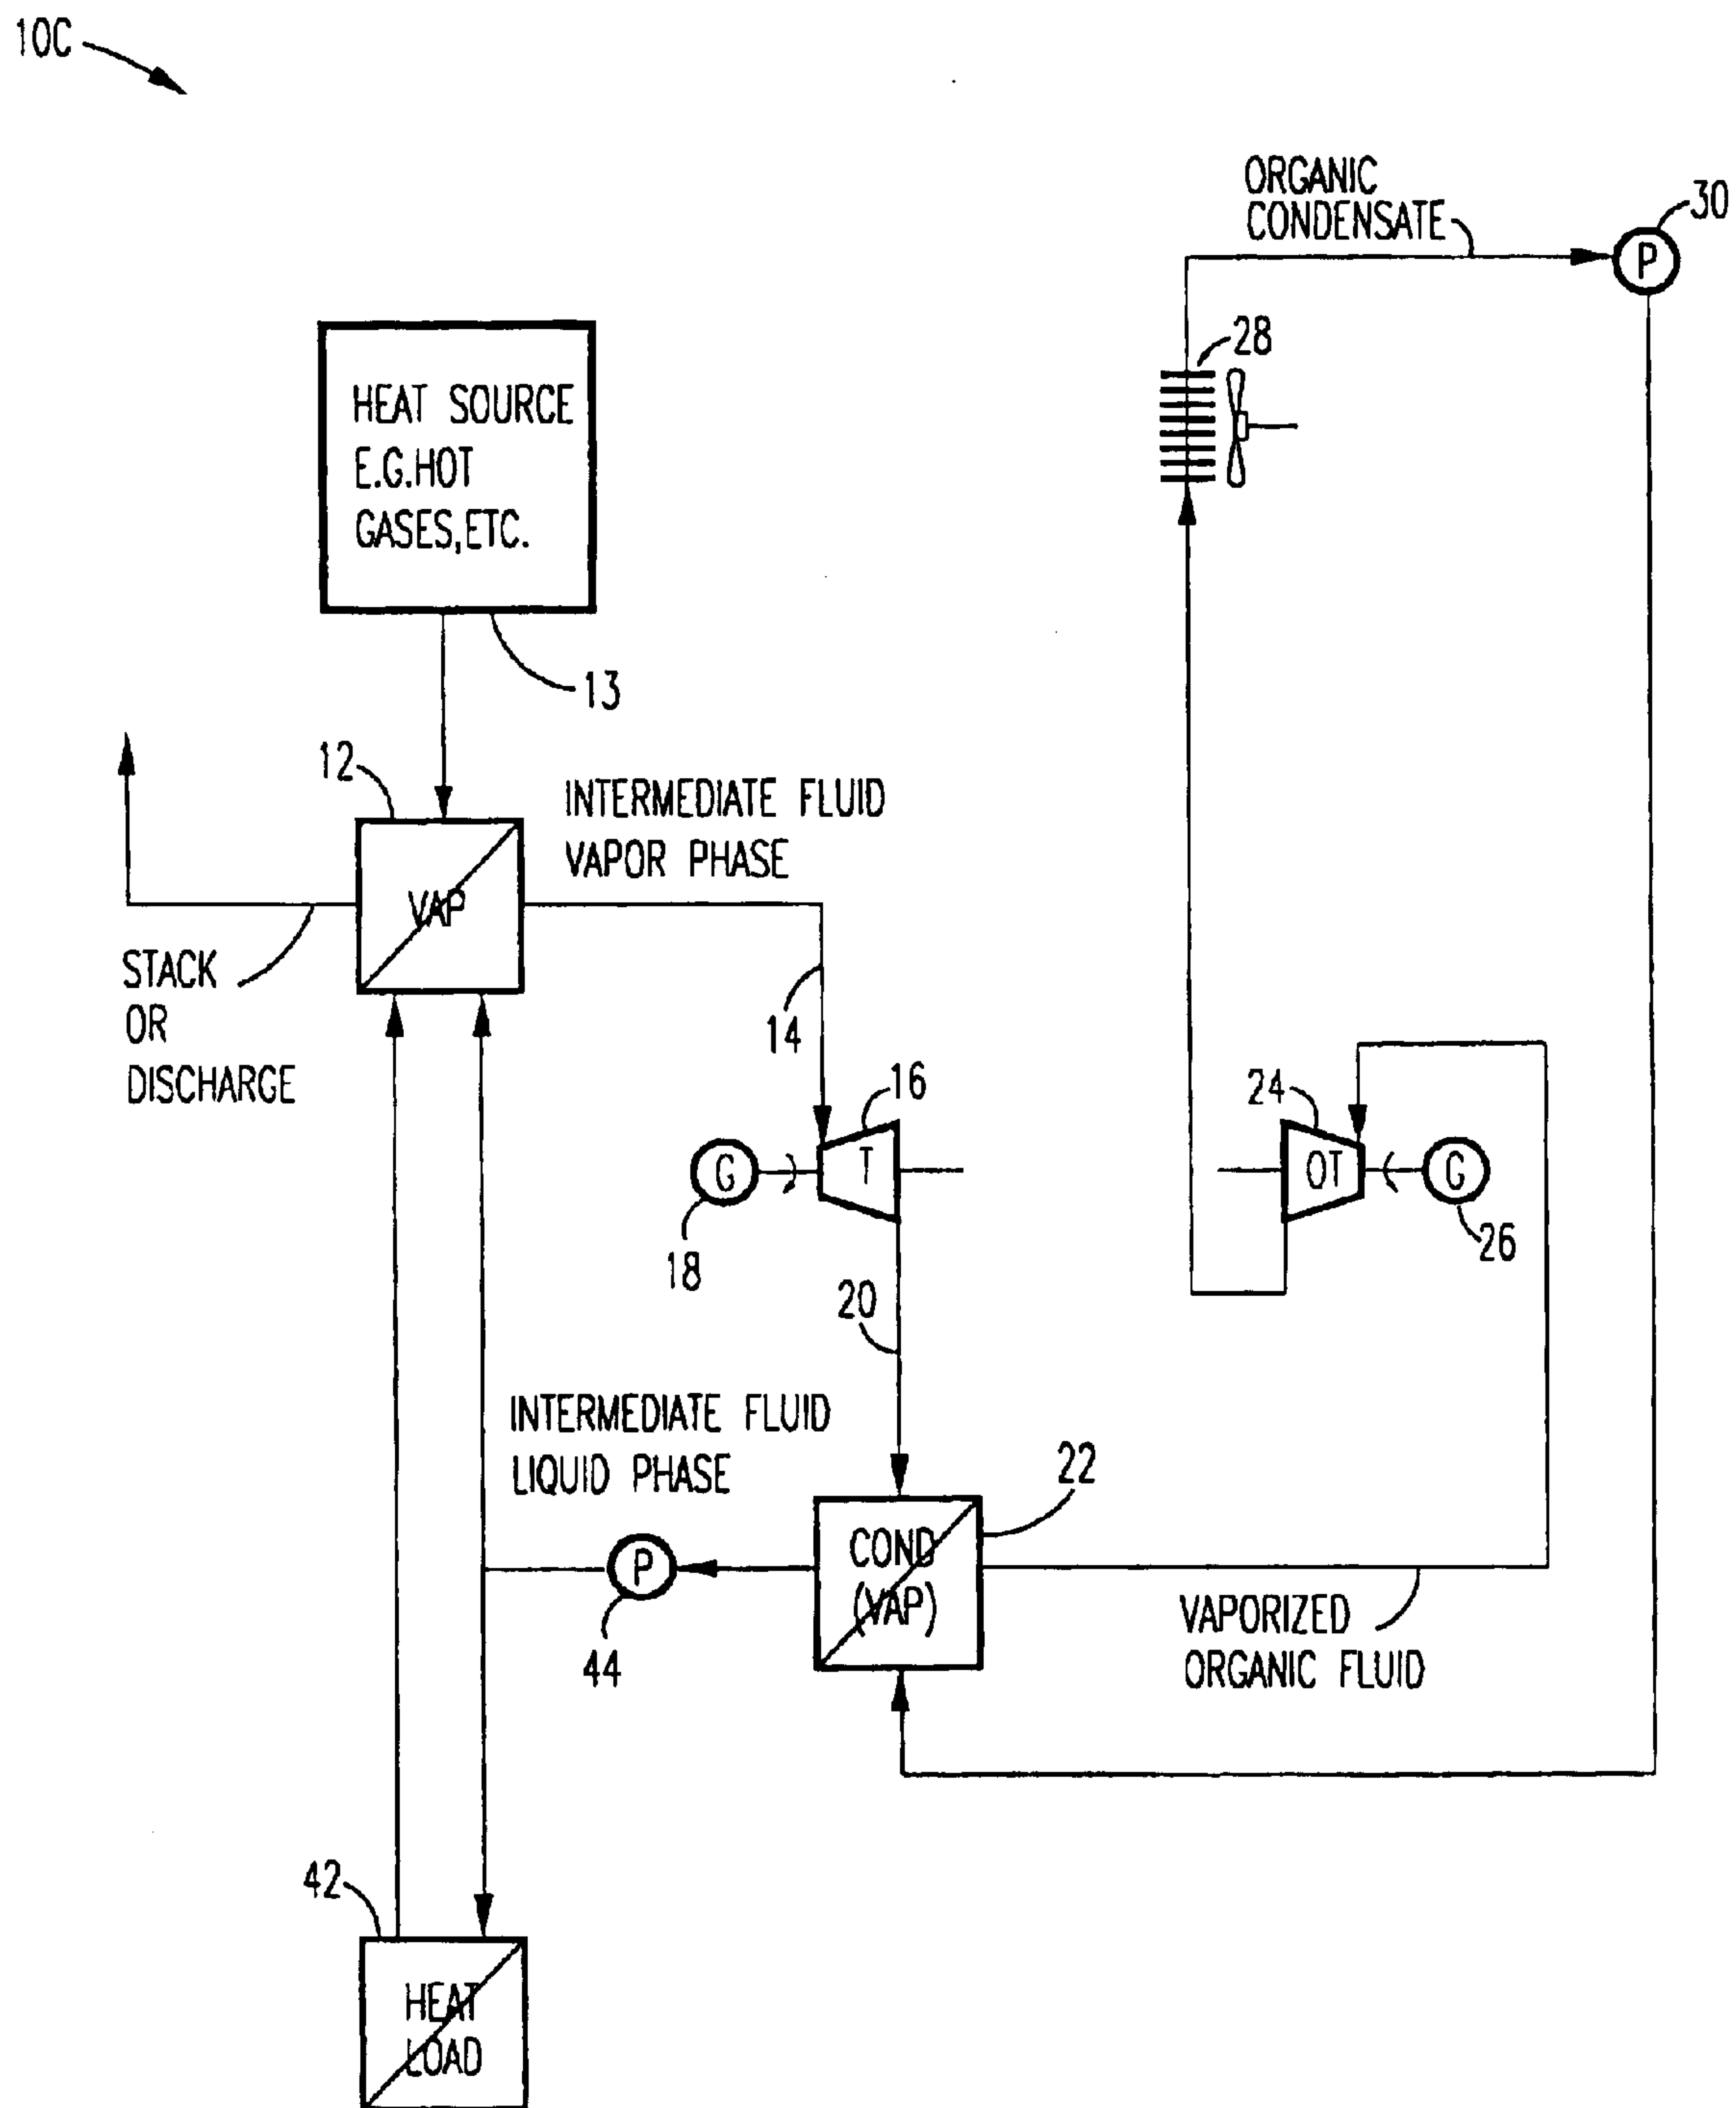 10C
ORGANIC
CONDENSATE
30
P
28
HEAT SOURCE
E.G.HOT
GASES,ETC.
13
12
INTERMEDIATE FLUID
VAPOR PHASE
VAP
STACK
OR
DISCHARGE
14
16
24
G
T
OT
G
18
26
20
INTERMEDIATE FLUID
LIQUID PHASE
22
COND
(VAP)
P
44
VAPORIZED
ORGANIC FLUID
42
HEAT
LOAD